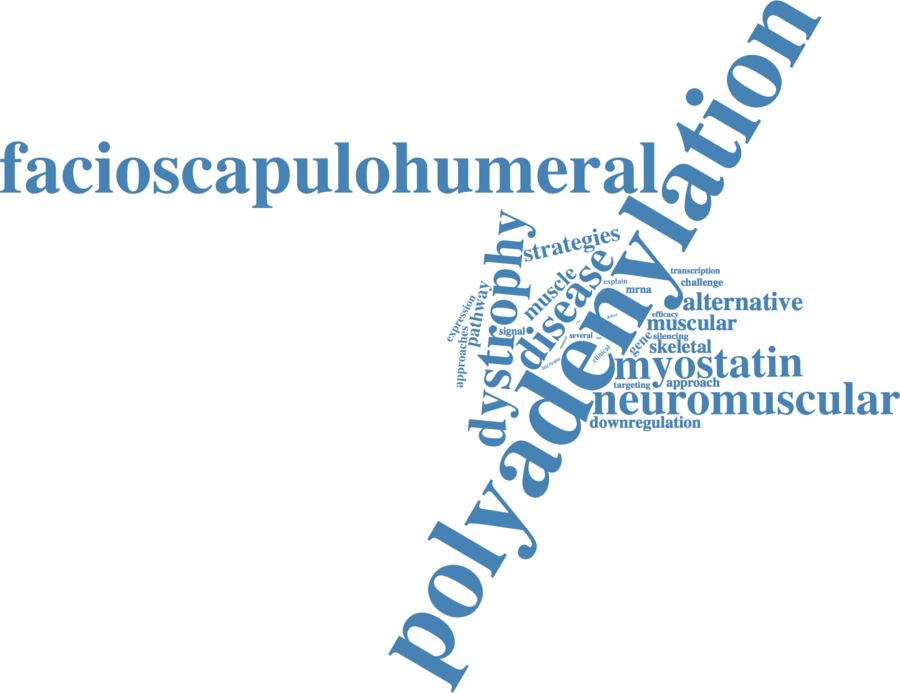 polyadenylation
facioscapulohumeral
dystrophy
strategies
muscle
disease
transcription
explain
challenge
mrna
alternative
expression
pathway
efficacy
muscular
signal
several
gene
silencing
skeletal
approaches
clinical
increase
myostatin
targeting
approach
neuromuscular
downregulation